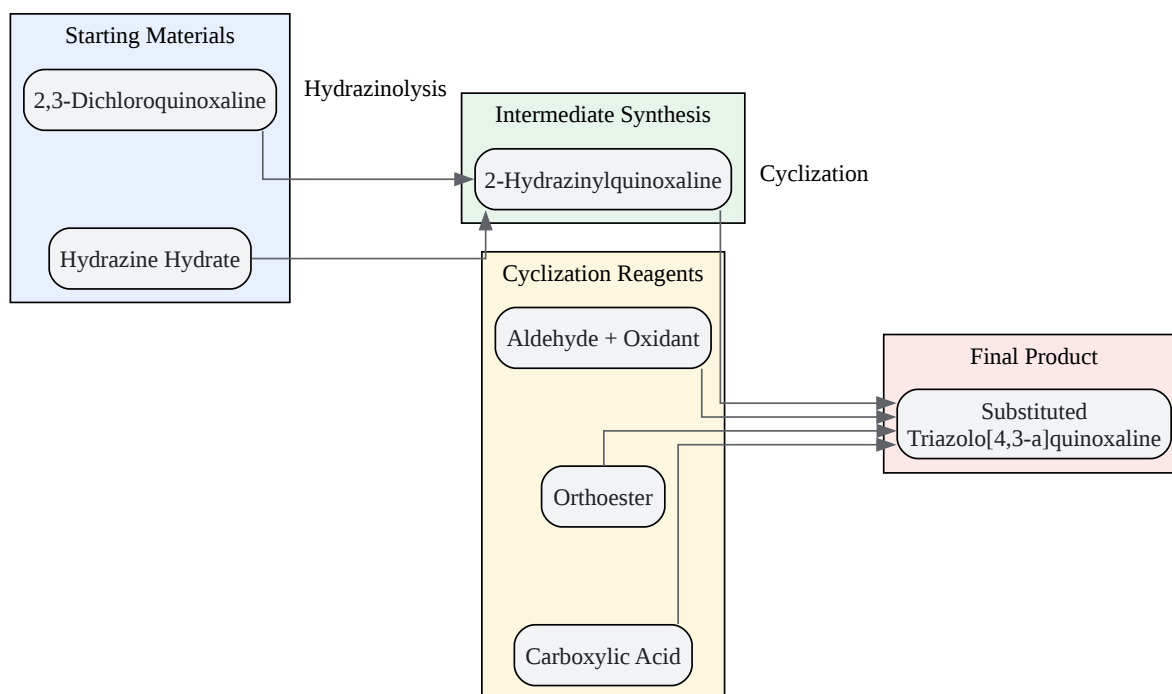 Starting Materials
2,3-Dichloroquinoxaline
Hydrazine Hydrate
Hydrazinolysis
Intermediate Synthesis
2-Hydrazinylquinoxaline
Cyclization
Cyclization Reagents
Aldehyde + Oxidant
Orthoester
Carboxylic Acid
Final Product
Substituted
Triazolo[4,3-a]quinoxaline